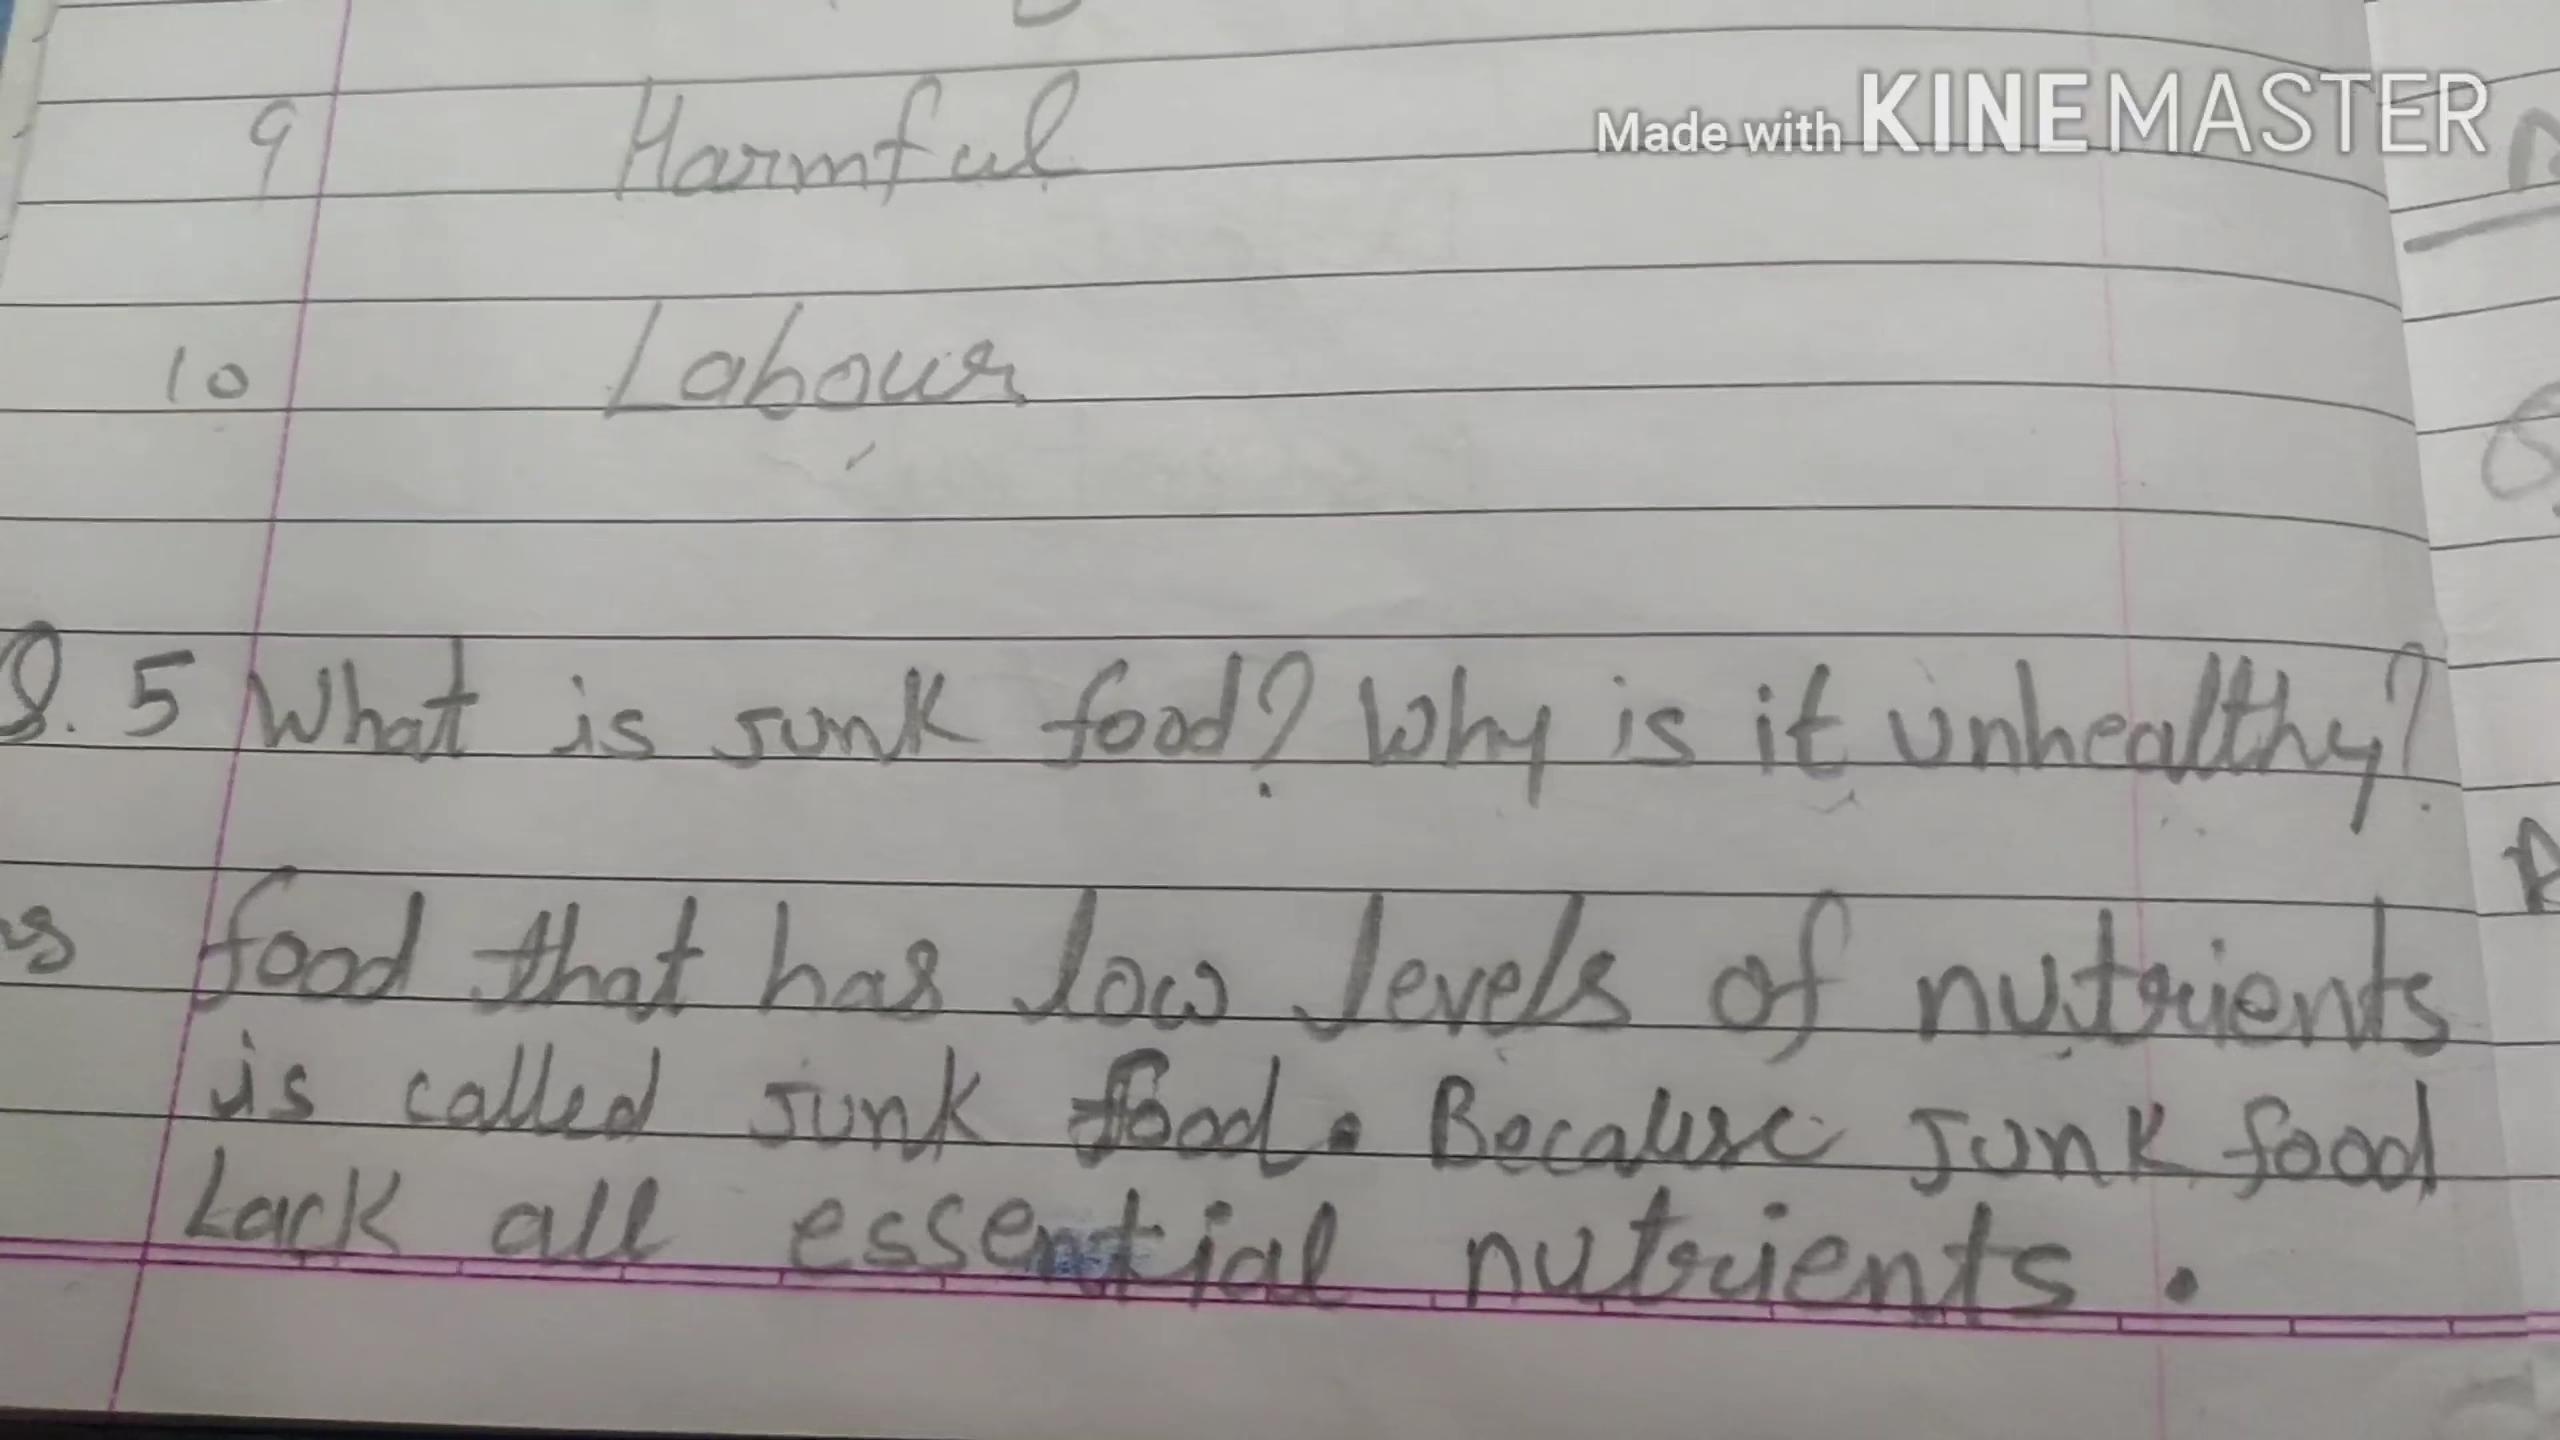 Made with KINEMASTER
9 Harmful
10 Labour
Q. 5 What is junk food? Why is it unhealthy?
food that has low levels of nutrients
is called junk food. Because junk food
Lack all essential nutrients.